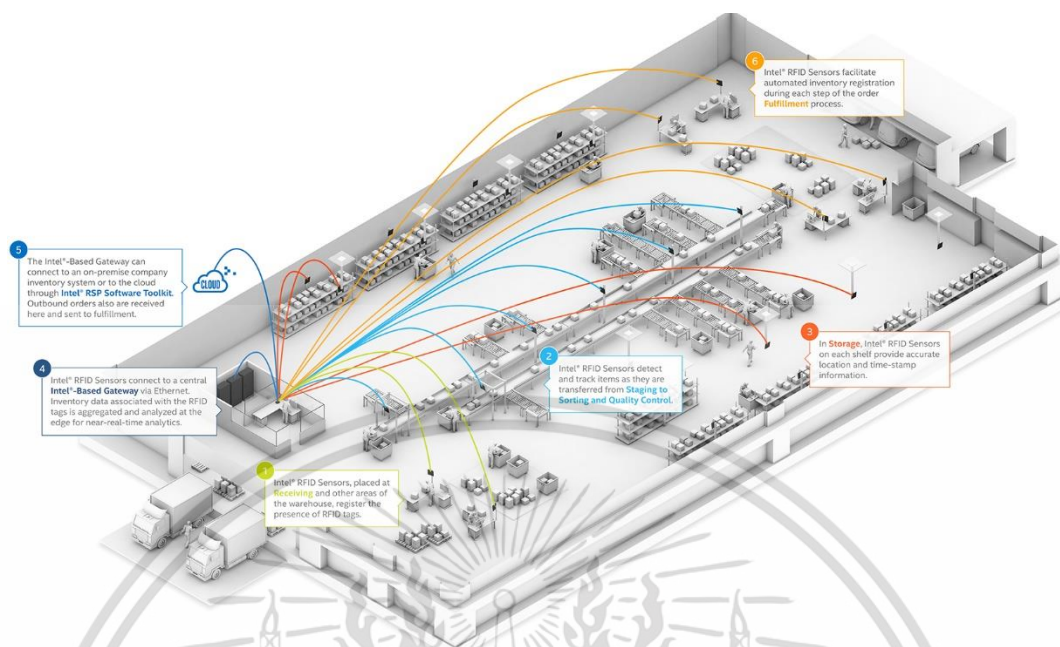 6
Intel® RFID Sensors facilitate
automated inventory registration
during each step of the order
Fulfillment process.
5
The Intel®-Based Gateway can
connect to an on-premise company
inventory system or to the cloud
through Intel® RSP Software Toolkit.
Outbound orders also are received
here and sent to fulfillment.
CLOUD
3
In Storage, Intel® RFID Sensors
on each shelf provide accurate
location and time-stamp
information.
2
Intel® RFID Sensors detect
and track items as they are
transferred from Staging to
Sorting and Quality Control.
4
Intel® RFID Sensors connect to a central
Intel®-Based Gateway via Ethernet.
Inventory data associated with the RFID
tags is aggregated and analyzed at the
edge for near-real-time analytics.
1
Intel® RFID Sensors, placed at
Receiving and other areas of
the warehouse, register the
presence of RFID tags.